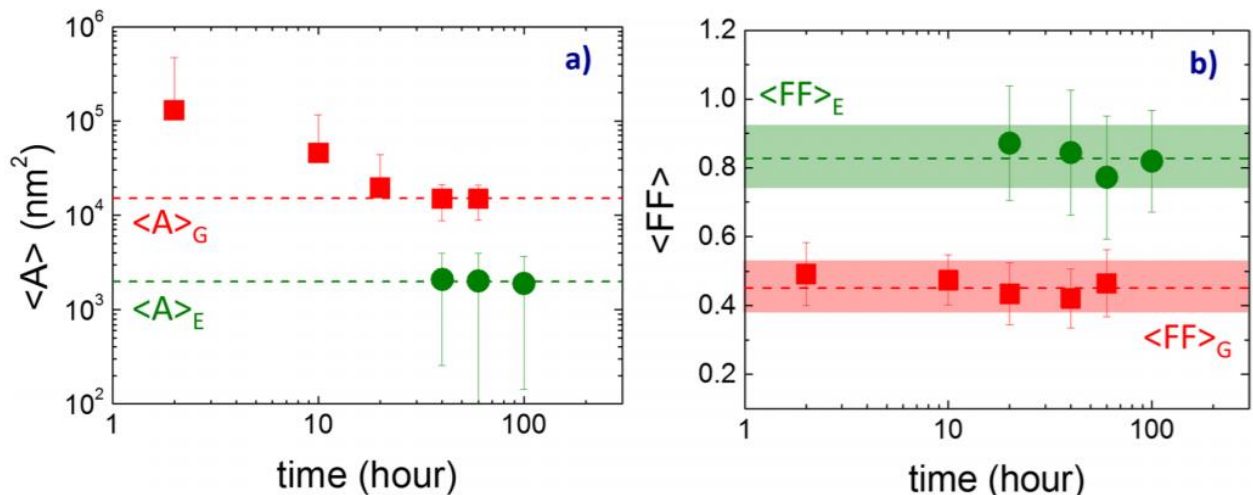 a)
10^6
10^5
10^4
10^3
10^2
<A> (nm^2)
<A>_G
<A>_E
1
10
100
time (hour)
b)
1.2
1.0
0.8
0.6
0.4
0.2
<FF>
<FF>_E
<FF>_G
1
10
100
time (hour)